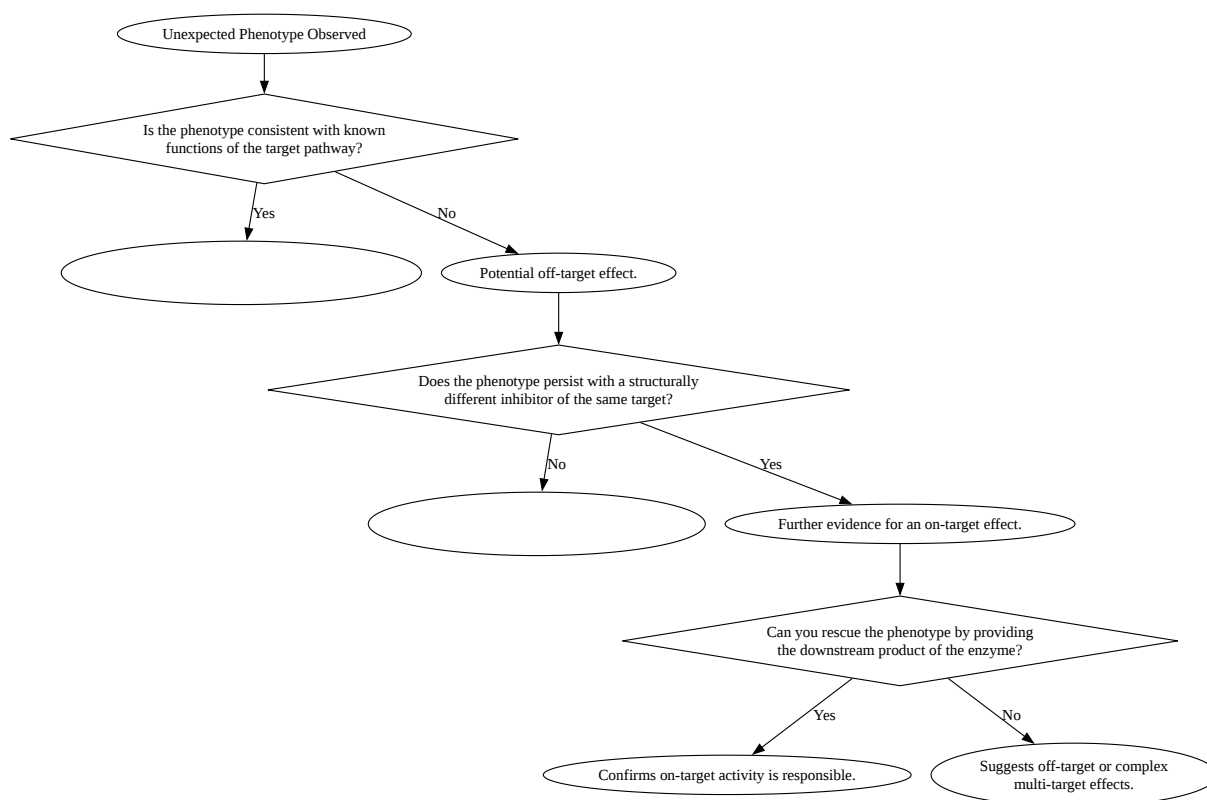 Unexpected Phenotype Observed
Is the phenotype consistent with known
functions of the target pathway?
Yes
No
Potential off-target effect.
Does the phenotype persist with a structurally
different inhibitor of the same target?
No
Yes
Further evidence for an on-target effect.
Can you rescue the phenotype by providing
the downstream product of the enzyme?
Yes
No
Confirms on-target activity is responsible.
Suggests off-target or complex
multi-target effects.